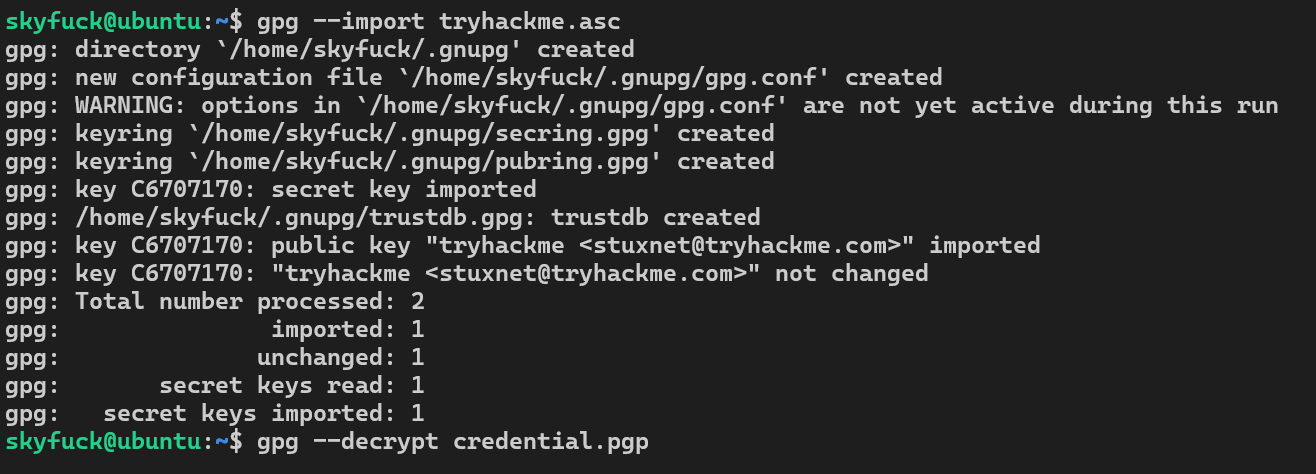 skyfuck@ubuntu:~$ gpg --import tryhackme.asc
gpg: directory `/home/skyfuck/.gnupg' created
gpg: new configuration file `/home/skyfuck/.gnupg/gpg.conf' created
gpg: WARNING: options in `/home/skyfuck/.gnupg/gpg.conf' are not yet active during this run
gpg: keyring `/home/skyfuck/.gnupg/secring.gpg' created
gpg: keyring `/home/skyfuck/.gnupg/pubring.gpg' created
gpg: key C6707170: secret key imported
gpg: /home/skyfuck/.gnupg/trustdb.gpg: trustdb created
gpg: key C6707170: public key "tryhackme <stuxnet@tryhackme.com>" imported
gpg: key C6707170: "tryhackme <stuxnet@tryhackme.com>" not changed
gpg: Total number processed: 2
gpg:               imported: 1
gpg:              unchanged: 1
gpg:       secret keys read: 1
gpg:   secret keys imported: 1
skyfuck@ubuntu:~$ gpg --decrypt credential.pgp